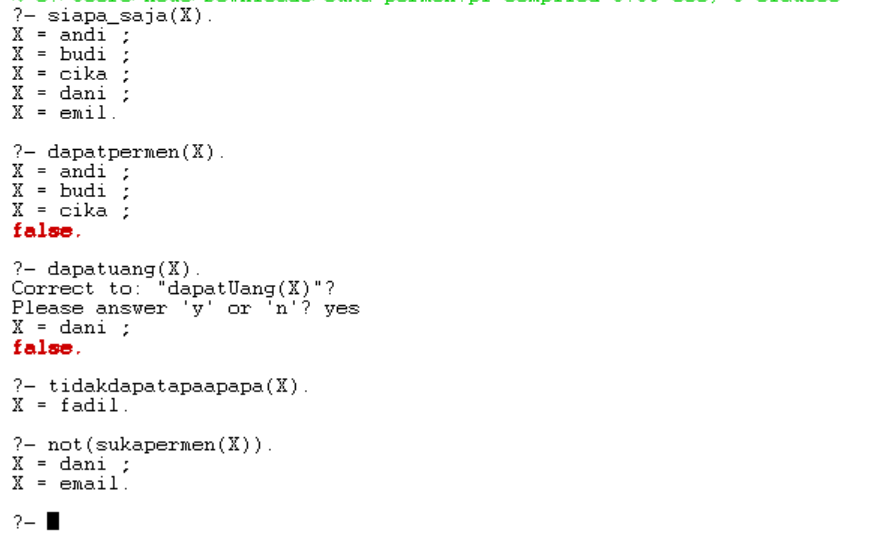 ?- siapa_saja(X).
X = andi ;
X = budi ;
X = cika ;
X = dani ;
X = emil.
?- dapatpermen(X).
X = andi ;
X = budi ;
X = cika ;
false.
?- dapatuang(X).
Correct to: "dapatUang(X)"?
Please answer 'y' or 'n'? yes
X = dani ;
false.
?- tidakdapatapaapapa(X).
X = fadil.
?- not(sukapermen(X)).
X = dani ;
X = email.
?-